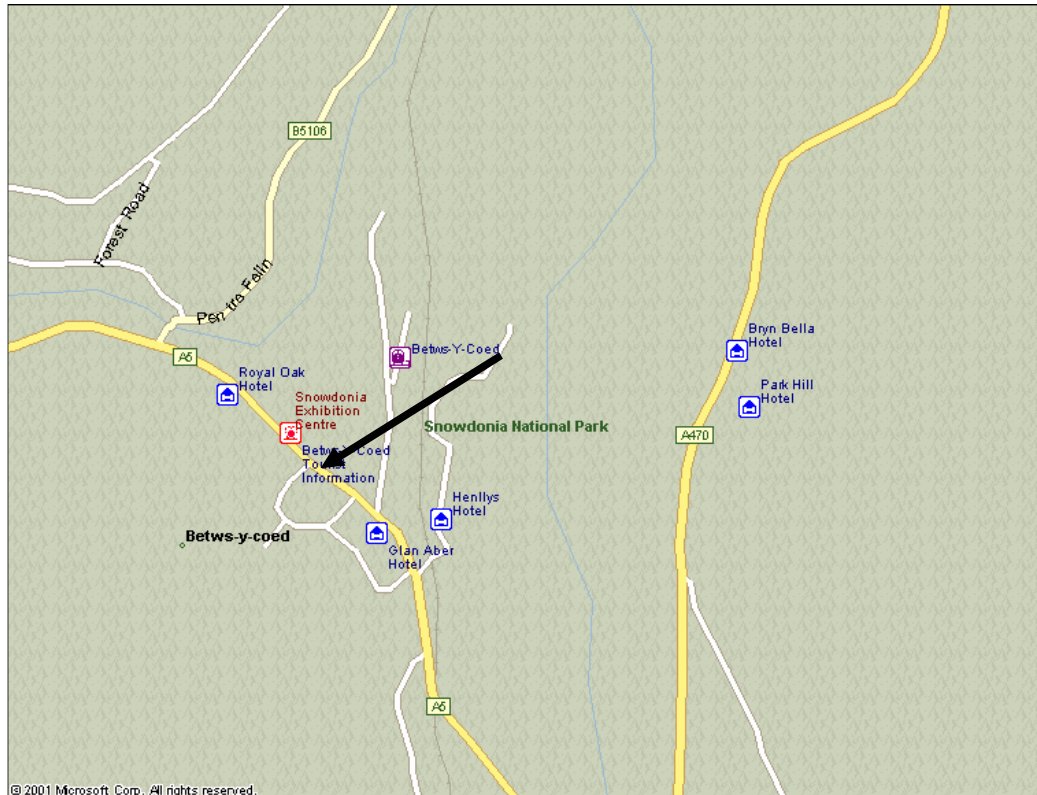 B5106
Forest Road
Pen tre Felin
A5
Royal Oak
Hotel
Betws-Y-Coed
Snowdonia
Exhibition
Centre
Bryn Bella
Hotel
Park Hill
Hotel
Snowdonia National Park
A470
Betws-Y-Coed
Tourist
Information
Henllys
Hotel
Betws-y-coed
Glan Aber
Hotel
A5
© 2001 Microsoft Corp. All rights reserved.